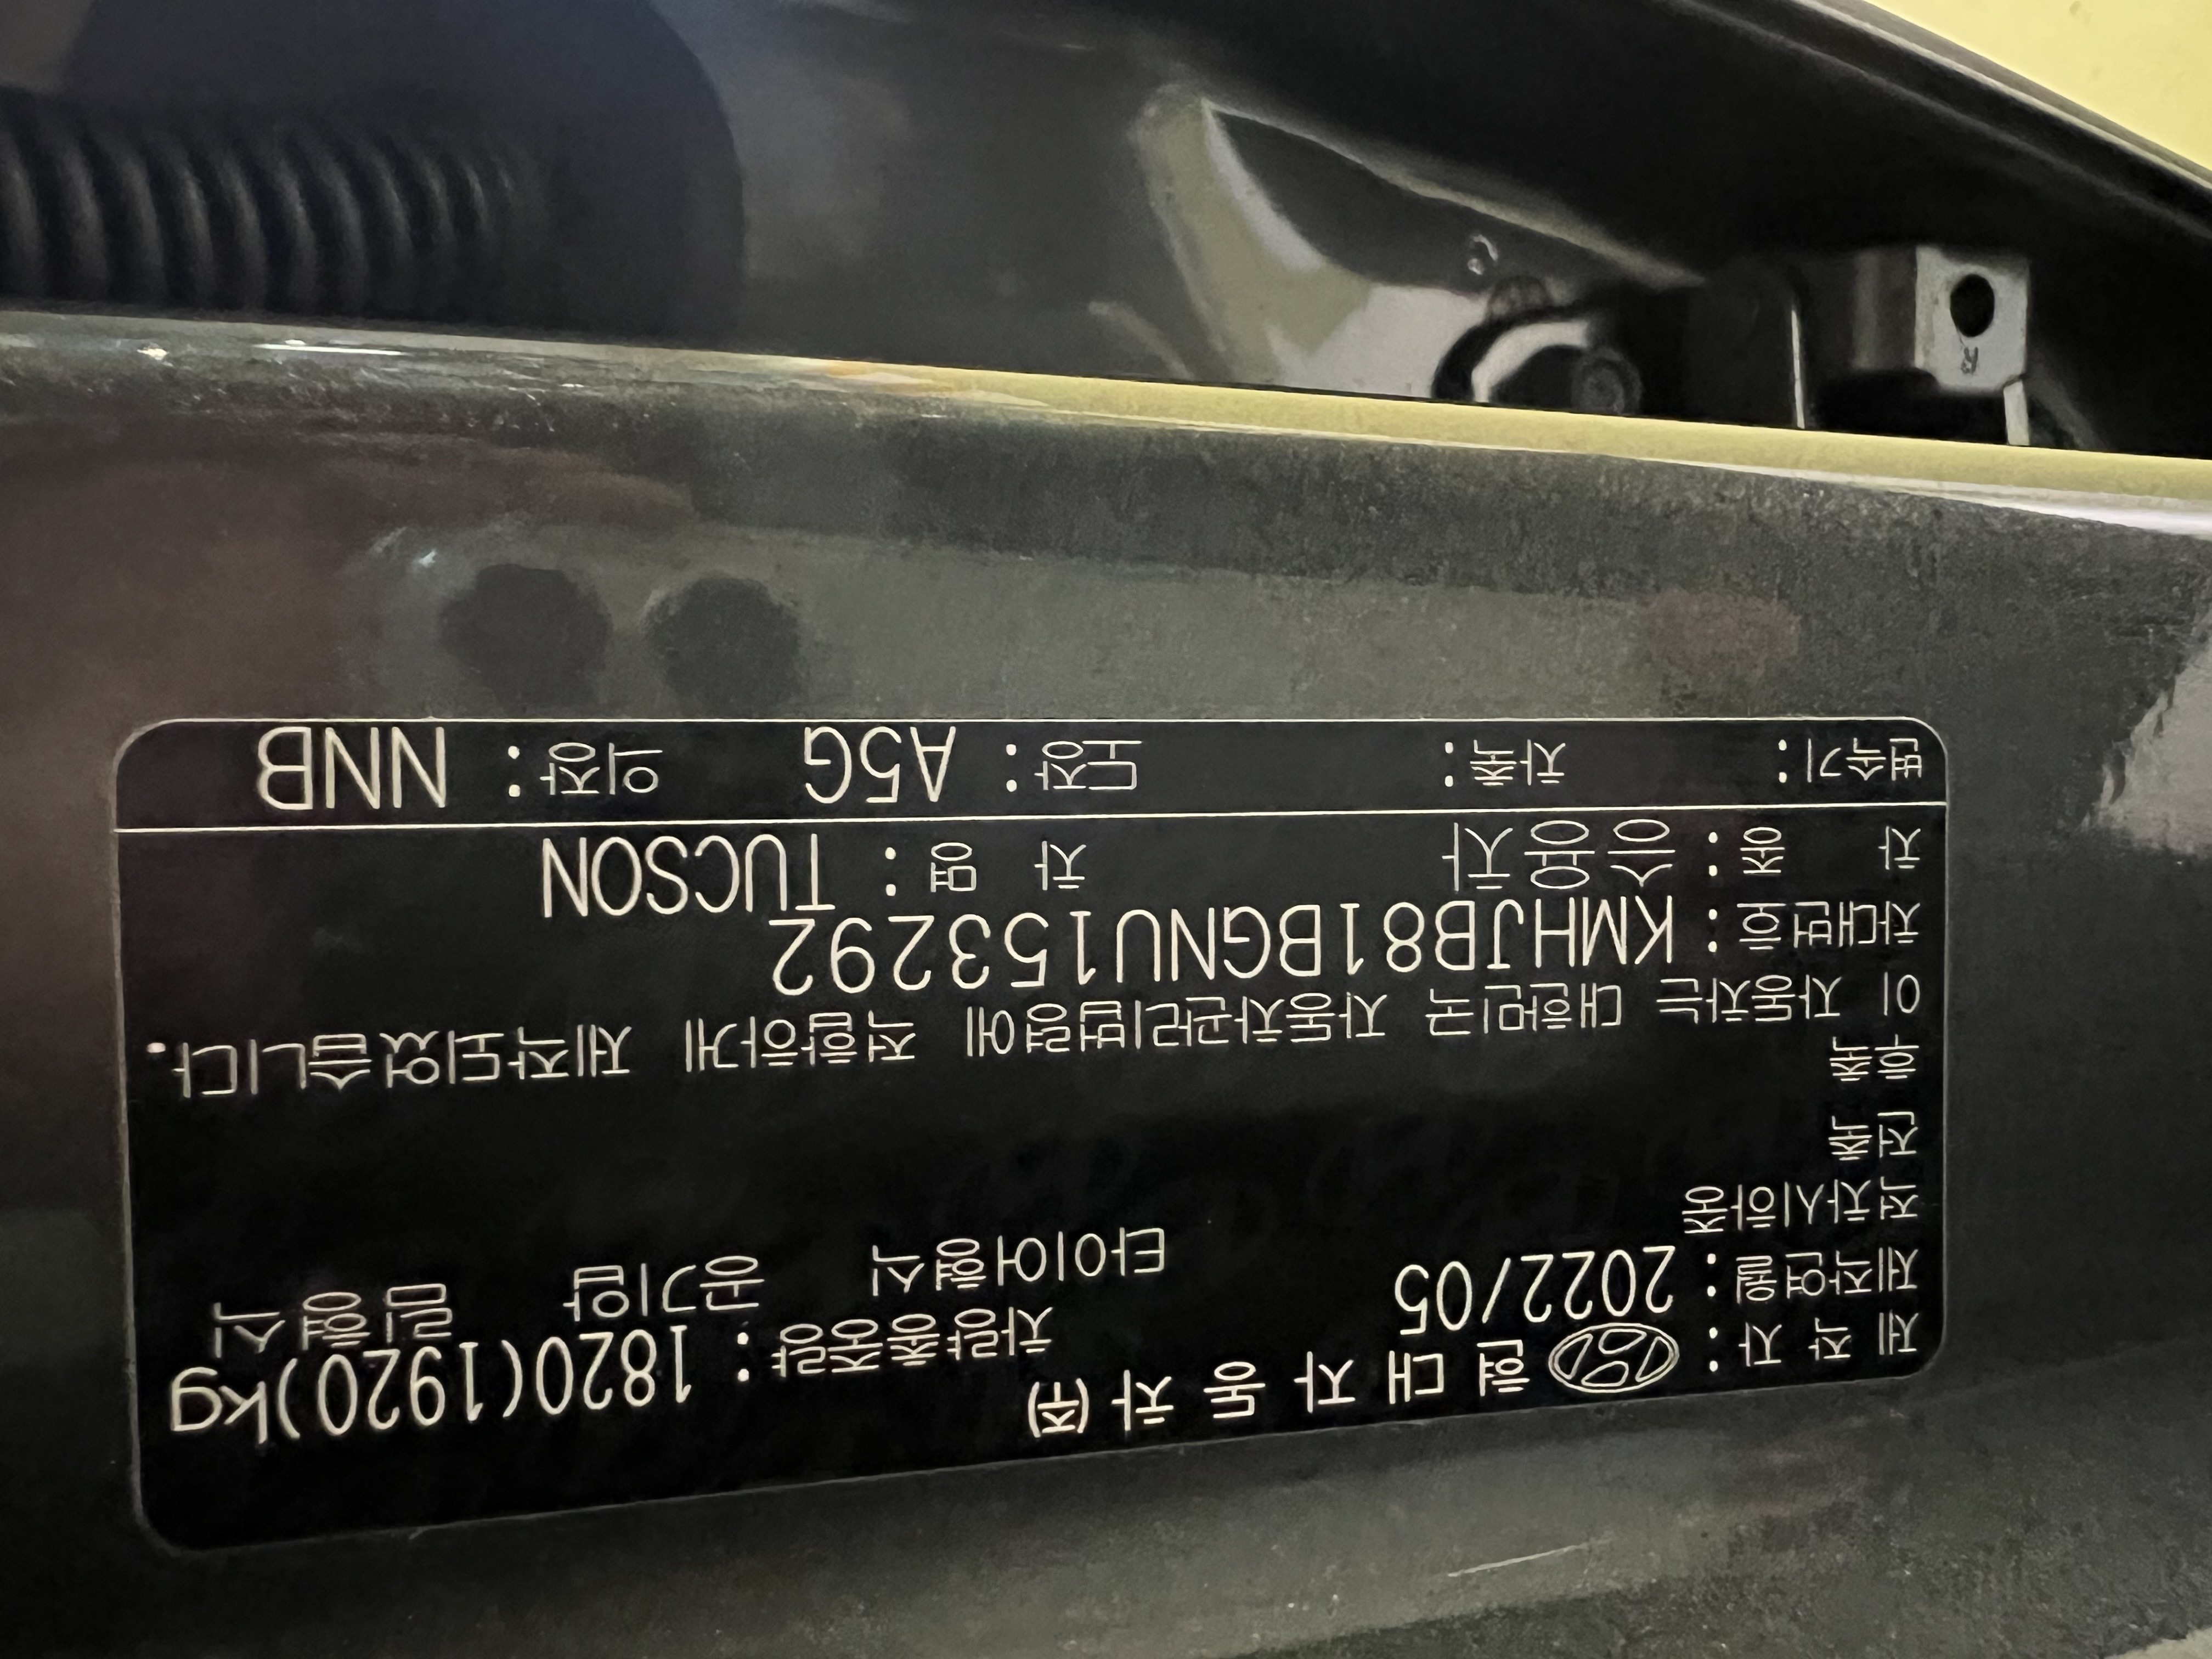 제 작 자 : 현 대 자 동 차 (주)
제작연월 : 2022/05 차량총중량 : 1820(1920)kg
적차시하중 타이어형식 공기압 림형식
전 축
후 축
이 자동차는 대한민국 자동차관리법령에 적합하게 제작되었습니다.
차대번호 : KMHJB81BGNU153292
차 종 : 승용차 차 명 : TUCSON
변속기 : 차축 : 도장 : A5G 의장 : NNB